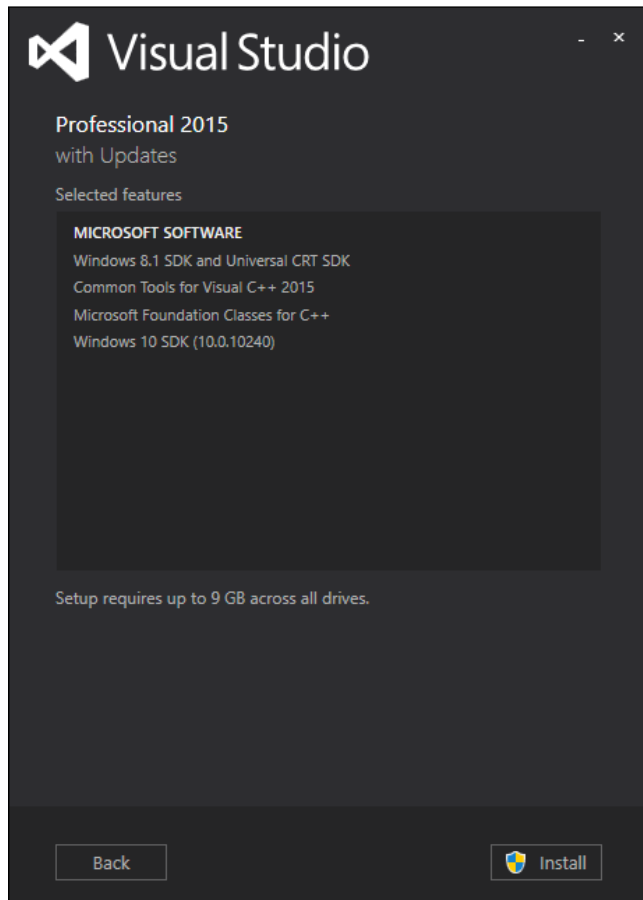 Visual Studio
Professional 2015
with Updates
Selected features
MICROSOFT SOFTWARE
Windows 8.1 SDK and Universal CRT SDK
Common Tools for Visual C++ 2015
Microsoft Foundation Classes for C++
Windows 10 SDK (10.0.10240)
Setup requires up to 9 GB across all drives.
Back
Install